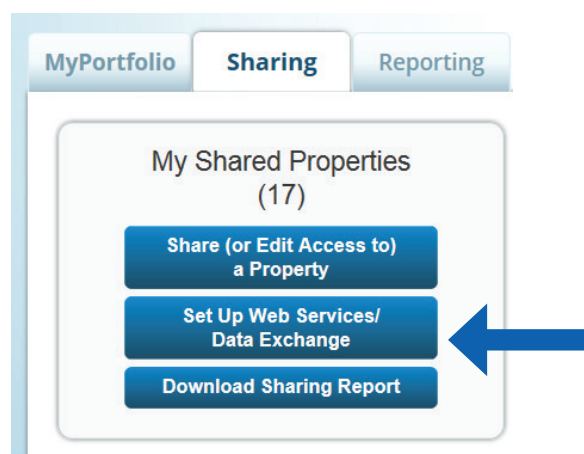 MyPortfolio Sharing Reporting
My Shared Properties
(17)
Share (or Edit Access to)
a Property
Set Up Web Services/
Data Exchange
Download Sharing Report